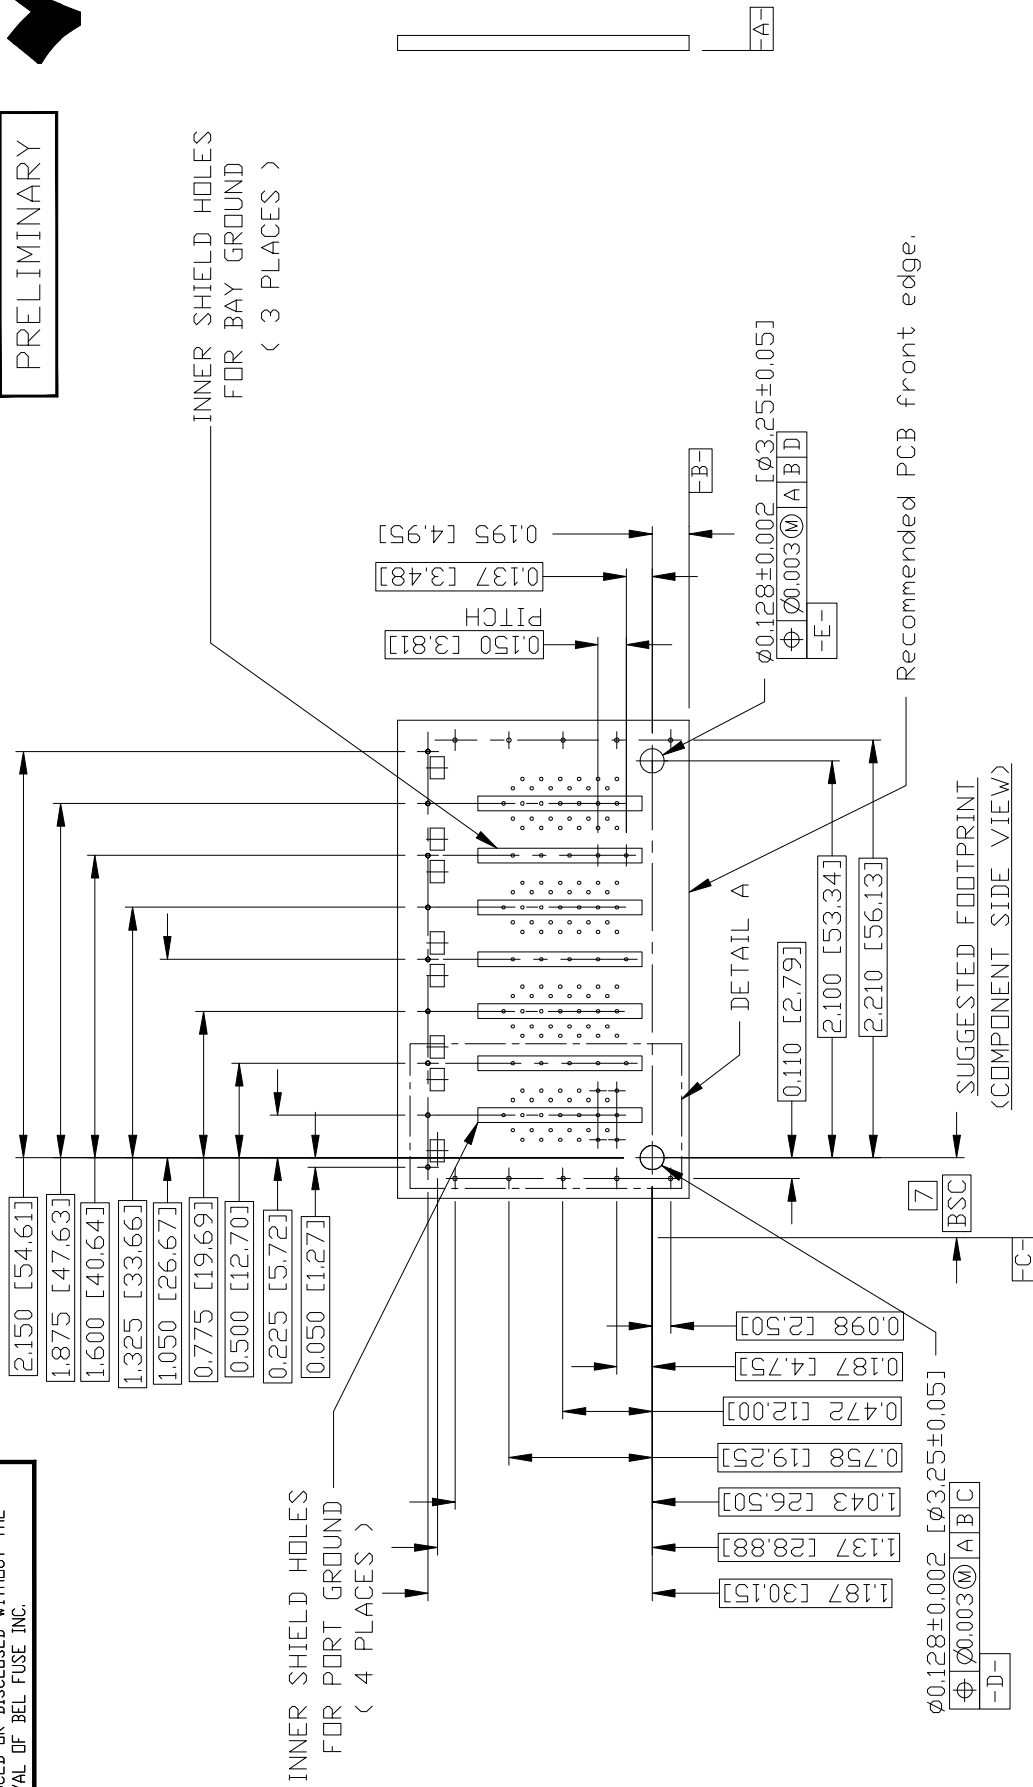 CED OR DISCLOSED WITHOUT THE
VAL OF BEL FUSE INC.
PRELIMINARY
INNER SHIELD HOLES
FOR BAY GROUND
( 3 PLACES )
-A-
2.150 [54.61]
1.875 [47.63]
1.600 [40.64]
1.325 [33.66]
1.050 [26.67]
0.775 [19.69]
0.500 [12.70]
0.225 [5.72]
0.050 [1.27]
0.150 [3.81]
PITCH
0.137 [3.48]
0.195 [4.95]
-B-
INNER SHIELD HOLES
FOR PORT GROUND
( 4 PLACES )
1.187 [30.15]
1.137 [28.88]
1.043 [26.50]
0.758 [19.25]
0.472 [12.00]
0.187 [4.75]
0.098 [2.50]
DETAIL A
ø0.128±0.002 [ø3.25±0.05]
⌖ Ø0.003 Ⓜ A B D
-E-
Recommended PCB front edge.
0.110 [2.79]
2.100 [53.34]
2.210 [56.13]
7
BSC
-C-
ø0.128±0.002 [ø3.25±0.05]
⌖ Ø0.003 Ⓜ A B C
-D-
SUGGESTED FOOTPRINT
(COMPONENT SIDE VIEW)